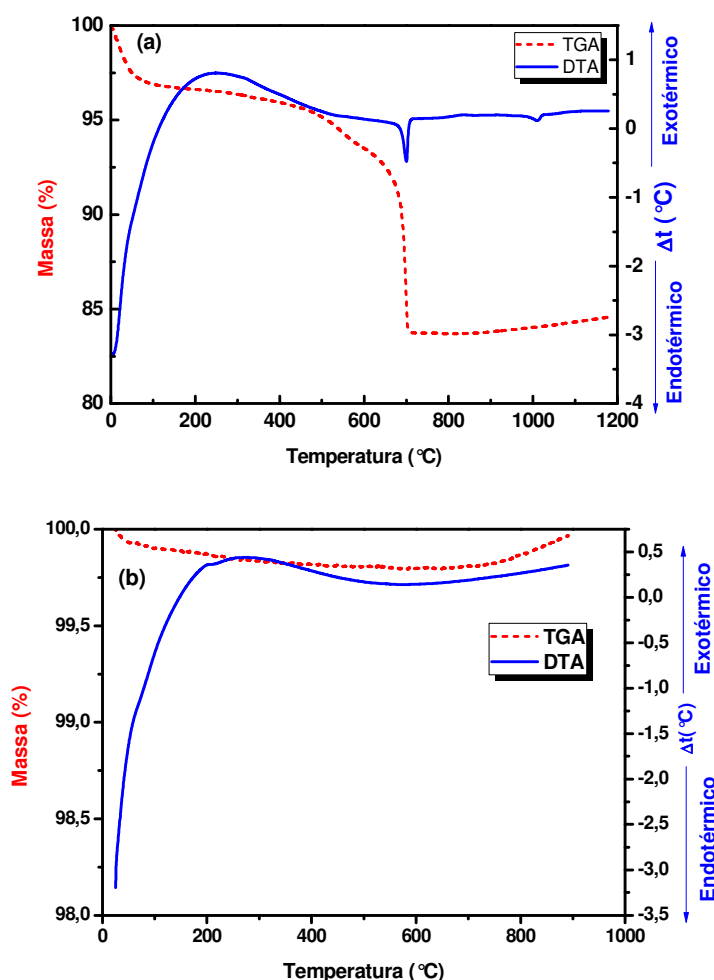 (a)
TGA
DTA
100
95
90
85
80
Massa (%)
1
0
-1
-2
-3
-4
Exotérmico
Δt (°C)
Endotérmico
0 200 400 600 800 1000 1200
Temperatura (°C)
(b)
TGA
DTA
100,0
99,5
99,0
98,5
98,0
Massa (%)
0,5
0,0
-0,5
-1,0
-1,5
-2,0
-2,5
-3,0
-3,5
Exotérmico
Δt(°C)
Endotérmico
0 200 400 600 800 1000
Temperatura (°C)